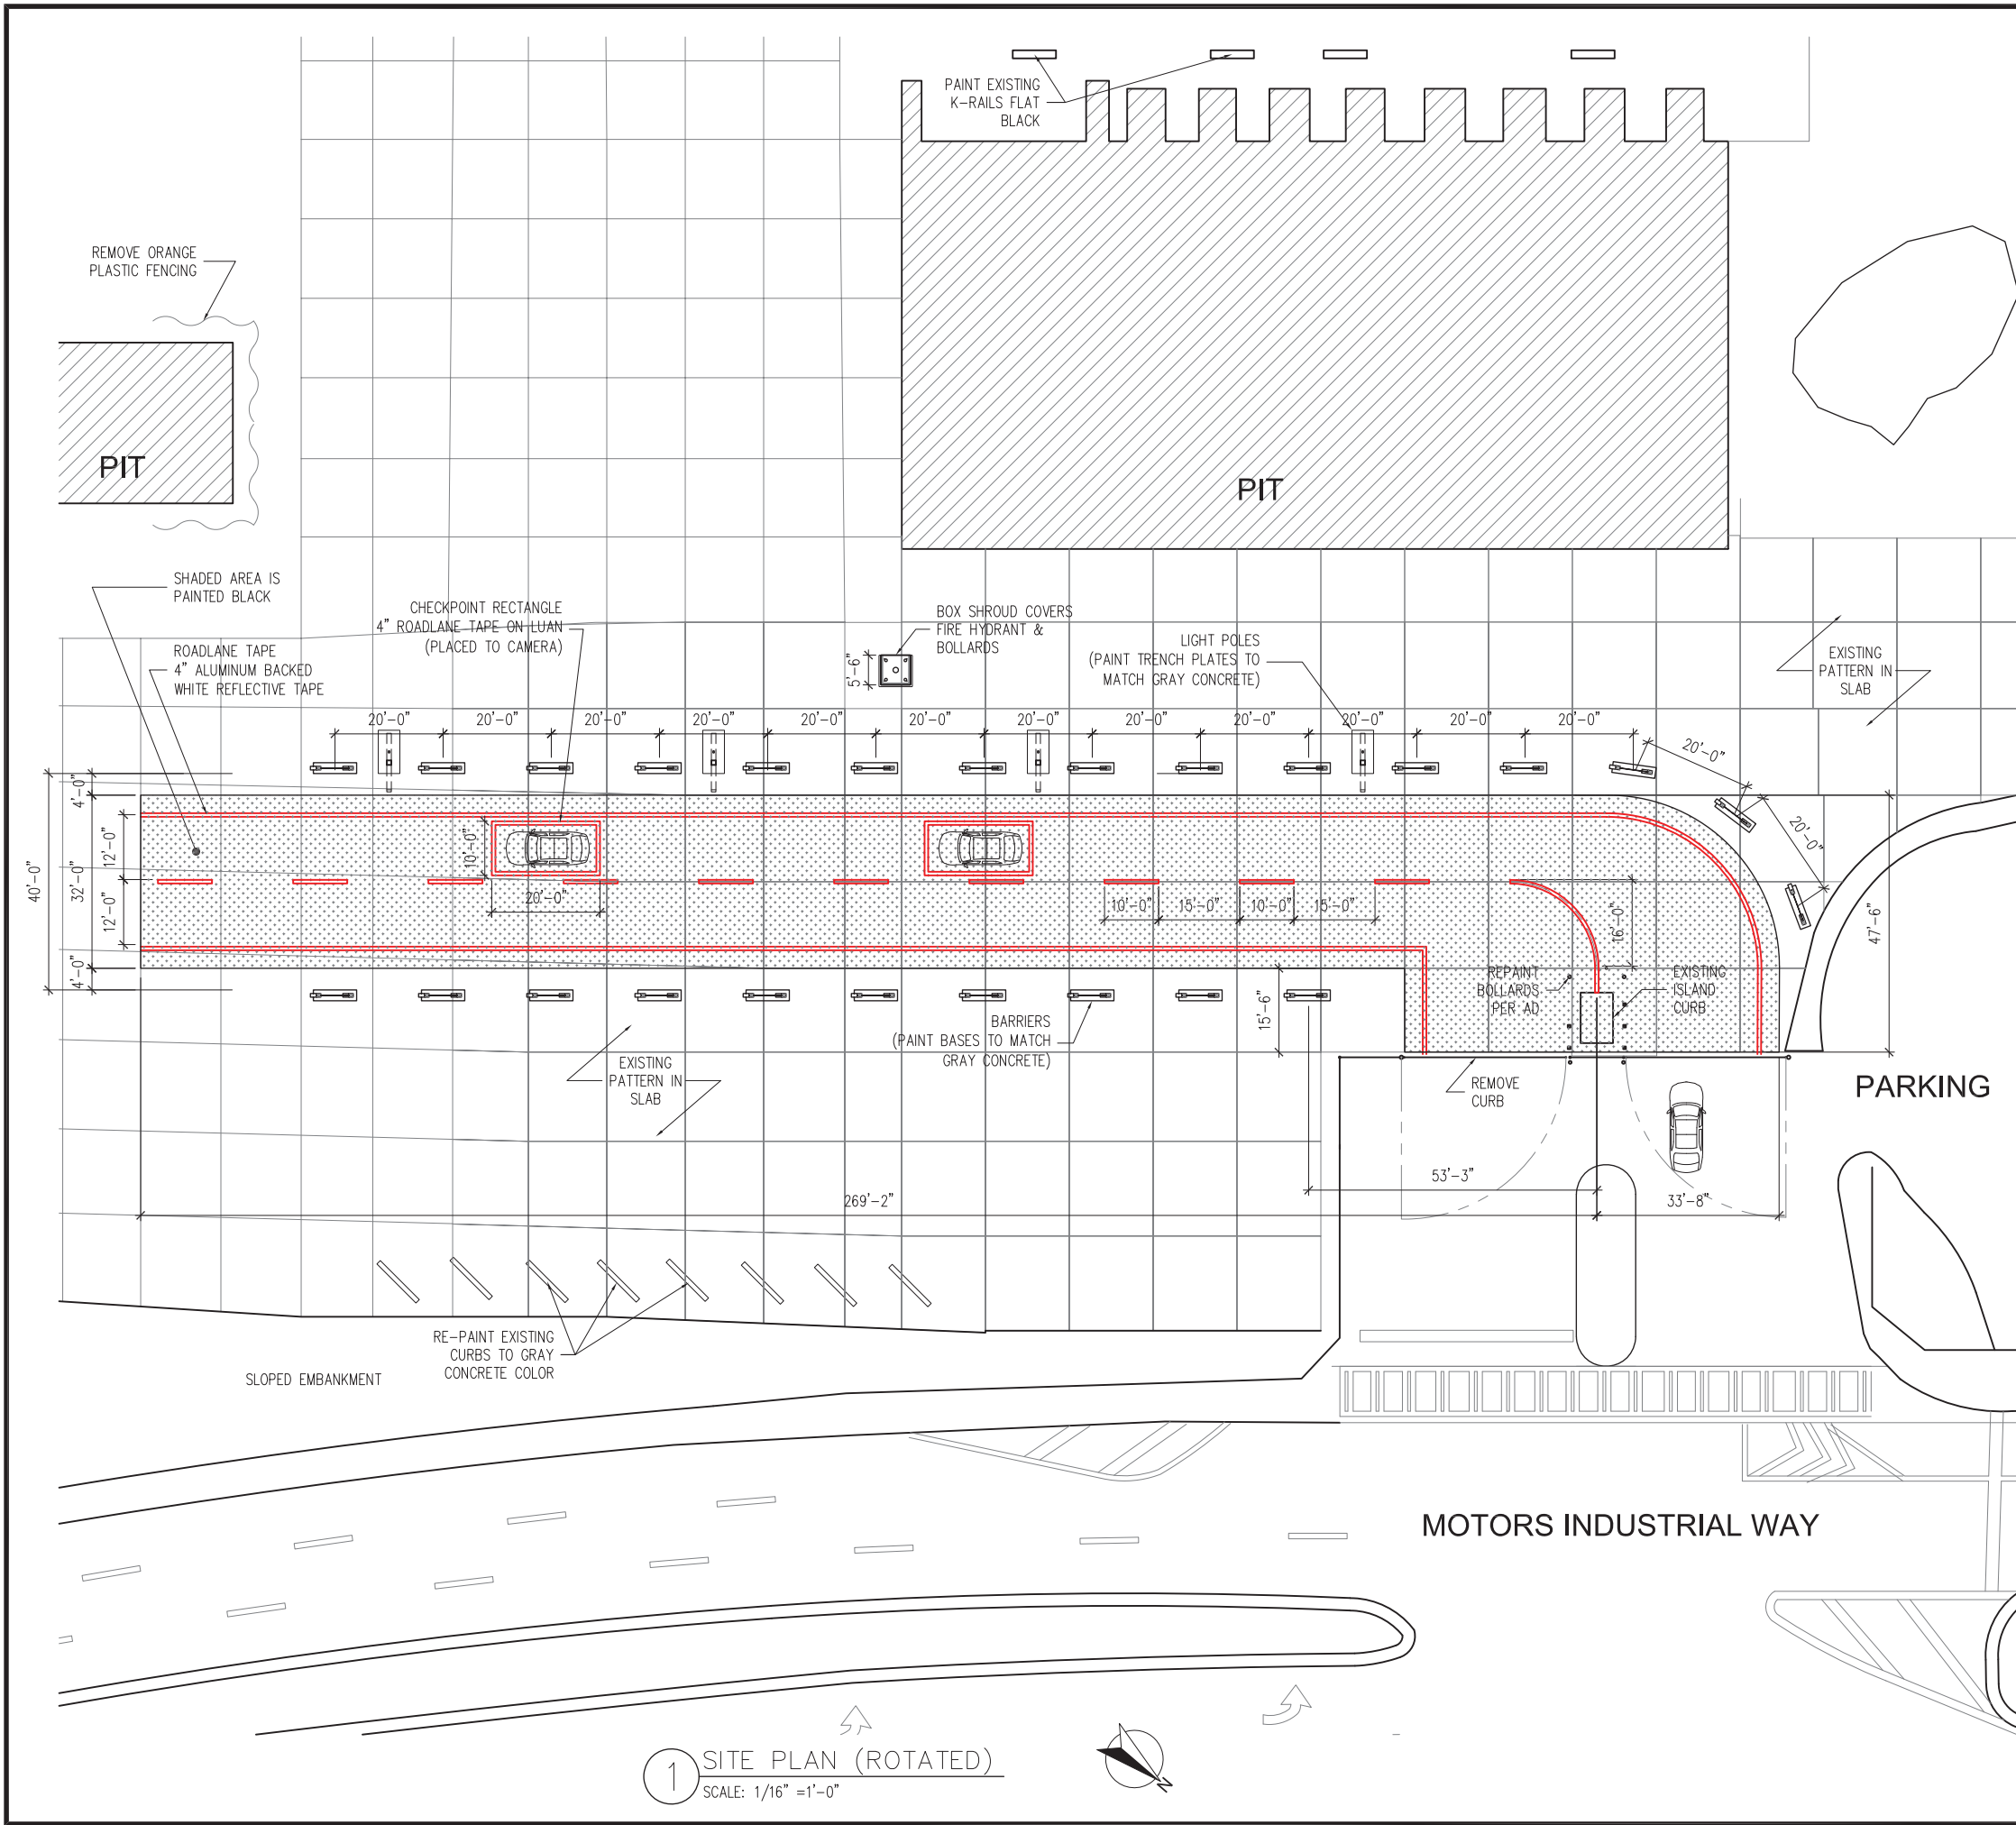 PAINT EXISTING
K-RAILS FLAT
BLACK
REMOVE ORANGE
PLASTIC FENCING
PIT
PIT
SHADED AREA IS
PAINTED BLACK
CHECKPOINT RECTANGLE
4" ROADLANE TAPE ON LUAN
(PLACED TO CAMERA)
BOX SHROUD COVERS
FIRE HYDRANT &
BOLLARDS
LIGHT POLES
(PAINT TRENCH PLATES TO
MATCH GRAY CONCRETE)
EXISTING
PATTERN IN
SLAB
ROADLANE TAPE
4" ALUMINUM BACKED
WHITE REFLECTIVE TAPE
5'-6"
20'-0" 20'-0" 20'-0" 20'-0" 20'-0" 20'-0" 20'-0" 20'-0" 20'-0" 20'-0" 20'-0" 20'-0"
20'-0"
20'-0"
4'-0"
12'-0"
40'-0"
32'-0"
12'-0"
4'-0"
10'-0"
20'-0"
10'-0" 15'-0" 10'-0" 15'-0"
16'-0"
47'-6"
15'-6"
REPAINT
BOLLARDS
PER AD
EXISTING
ISLAND
CURB
BARRIERS
(PAINT BASES TO MATCH
GRAY CONCRETE)
EXISTING
PATTERN IN
SLAB
REMOVE
CURB
PARKING
53'-3"
269'-2"
33'-8"
RE-PAINT EXISTING
CURBS TO GRAY
CONCRETE COLOR
SLOPED EMBANKMENT
MOTORS INDUSTRIAL WAY
1
SITE PLAN (ROTATED)
SCALE: 1/16" =1'-0"
N